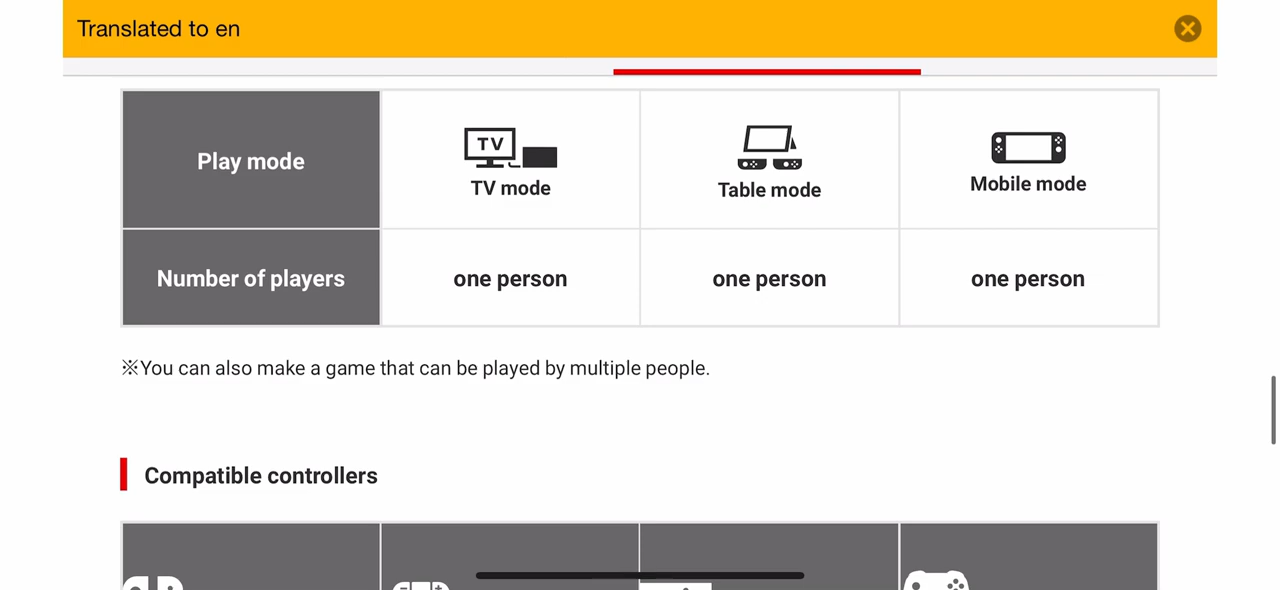 Translated to en
Play mode
TV
TV mode
Table mode
Mobile mode
Number of players
one person
one person
one person
※You can also make a game that can be played by multiple people.
Compatible controllers